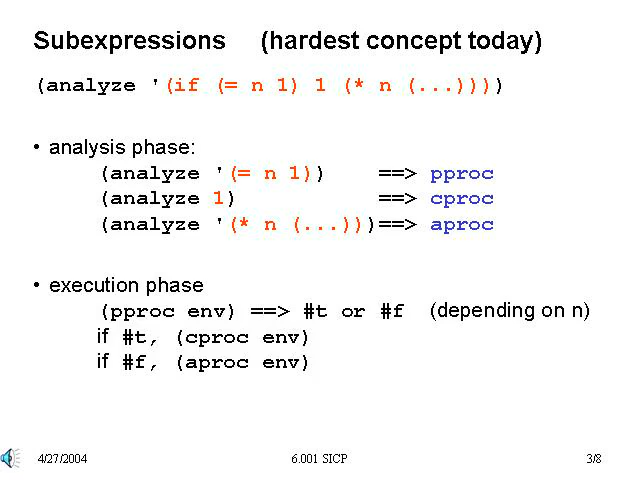 Subexpressions (hardest concept today)
(analyze '(if (= n 1) 1 (* n (...))))
• analysis phase:
(analyze '(= n 1)) ==> pproc
(analyze 1) ==> cproc
(analyze '(* n (...)))==> aproc
• execution phase
(pproc env) ==> #t or #f (depending on n)
if #t, (cproc env)
if #f, (aproc env)
4/27/2004 6.001 SICP 3/8